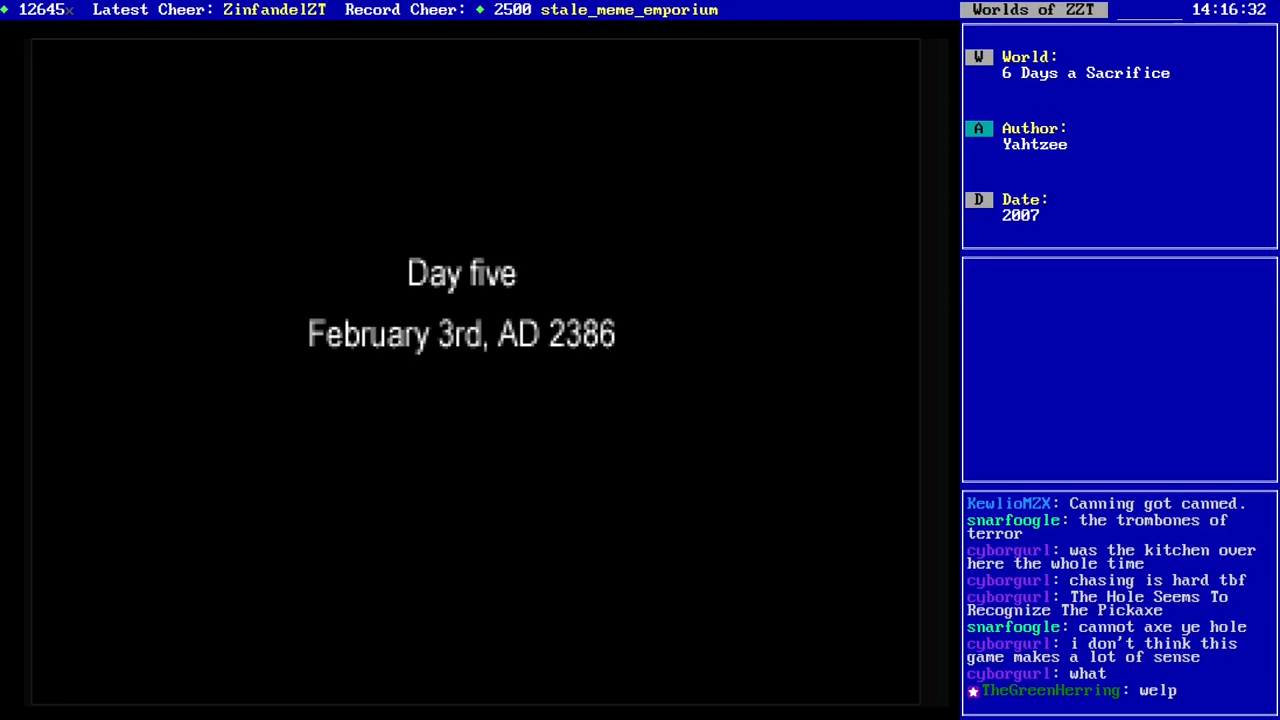 12645x Latest Cheer: ZinfandelZT Record Cheer: 2500 stale_meme_emporium
Worlds of ZZT 14:16:32
W World:
6 Days a Sacrifice
A Author:
Yahtzee
D Date:
2007
Day five
February 3rd, AD 2386
KewlioMZX: Canning got canned.
snarfoogle: the trombones of
terror
cyborgurl: was the kitchen over
here the whole time
cyborgurl: chasing is hard tbf
cyborgurl: The Hole Seems To
Recognize The Pickaxe
snarfoogle: cannot axe ye hole
cyborgurl: i don't think this
game makes a lot of sense
cyborgurl: what
TheGreenHerring: welp